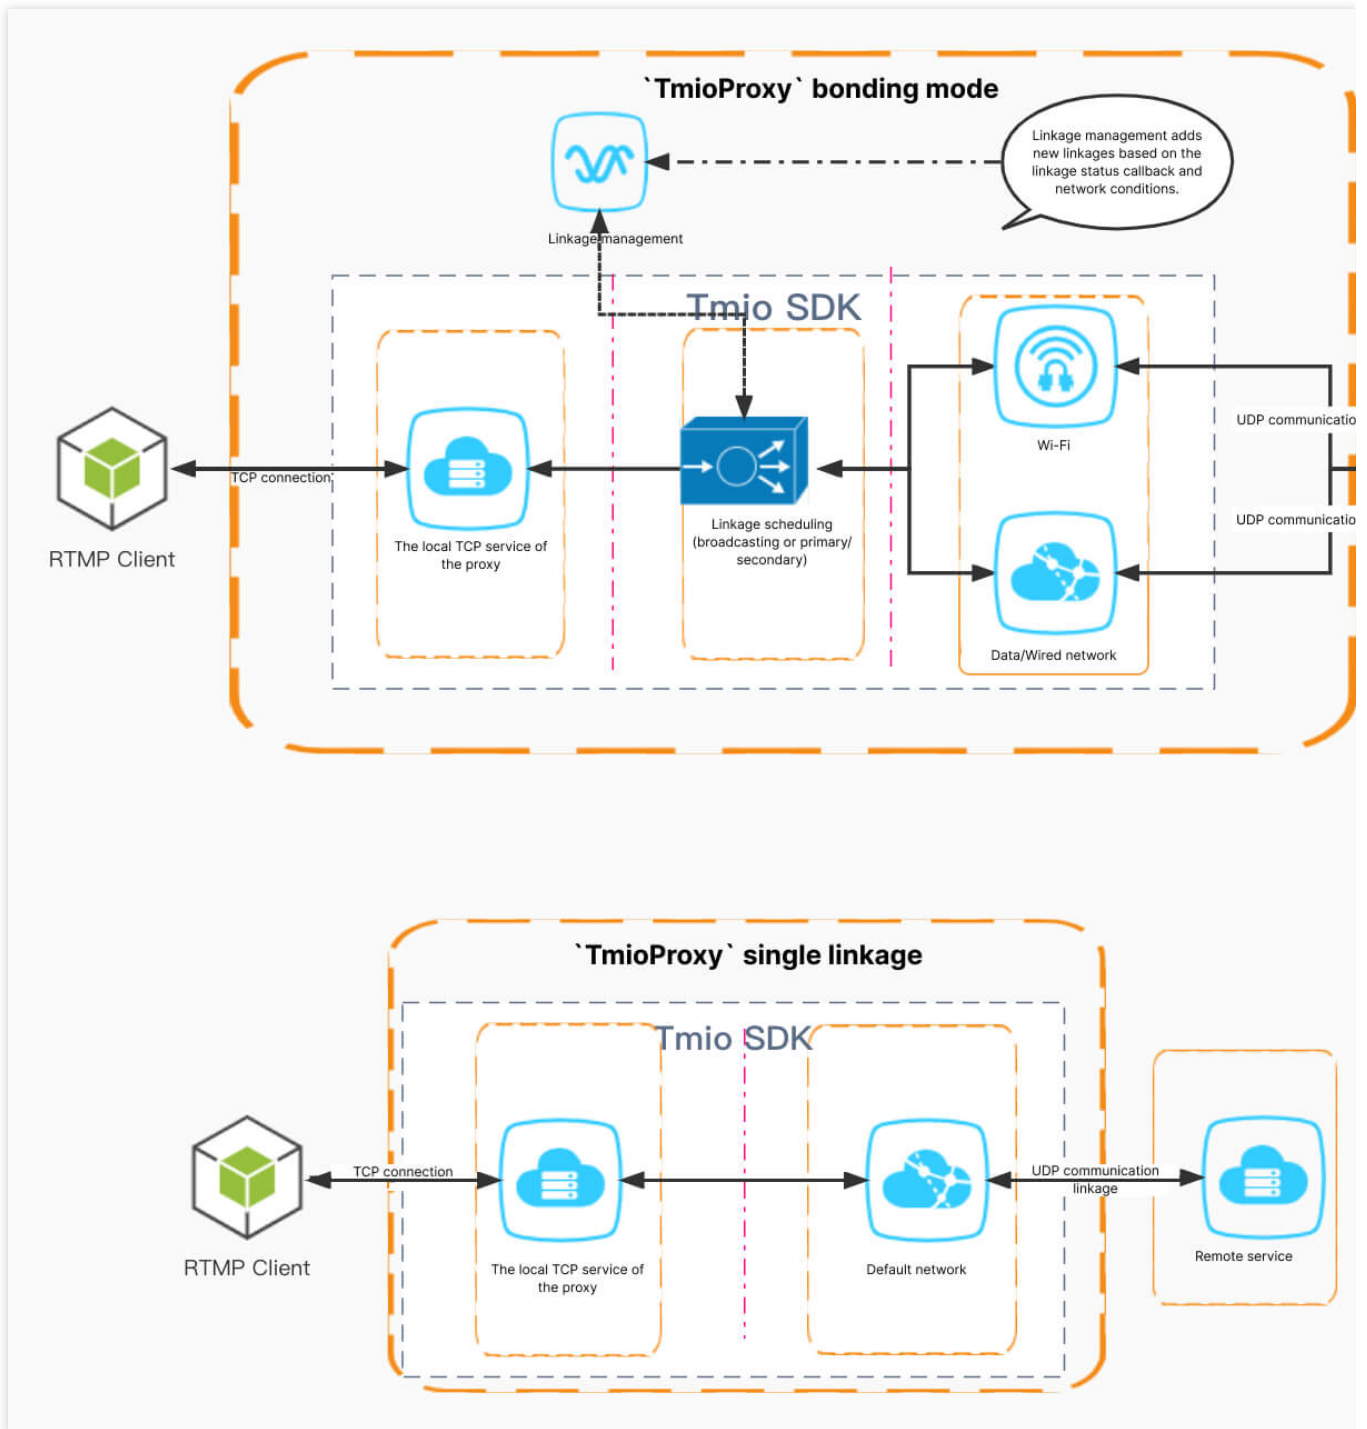 `TmioProxy` bonding mode
Linkage management adds
new linkages based on the
linkage status callback and
network conditions.
Linkage management
Tmio SDK
Wi-Fi
UDP communicatio
TCP connection
Linkage scheduling
(broadcasting or primary/
secondary)
UDP communicatio
The local TCP service of
the proxy
RTMP Client
Data/Wired network
`TmioProxy` single linkage
Tmio SDK
TCP connection
UDP communication
linkage
Remote service
RTMP Client
The local TCP service of
the proxy
Default network